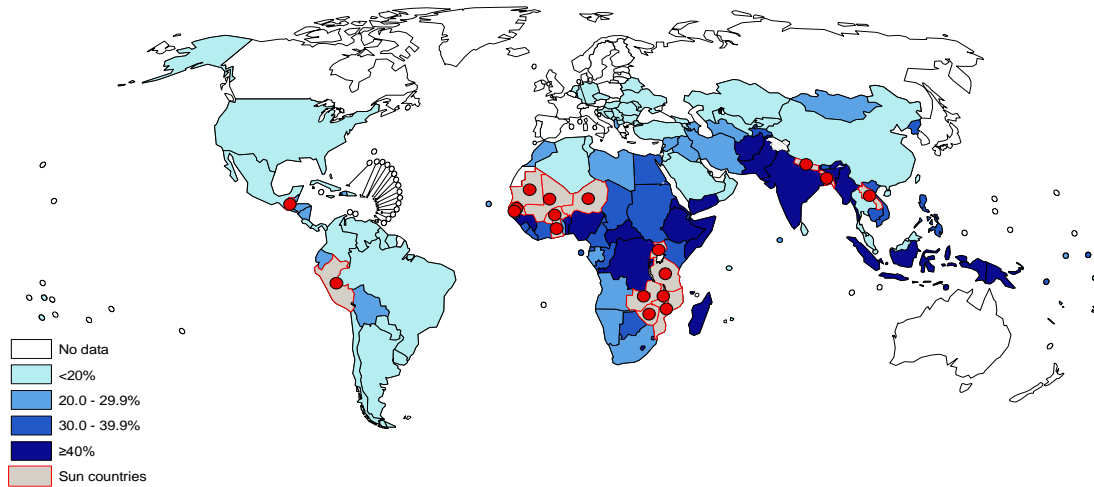 No data
<20%
20.0 - 29.9%
30.0 - 39.9%
≥40%
Sun countries